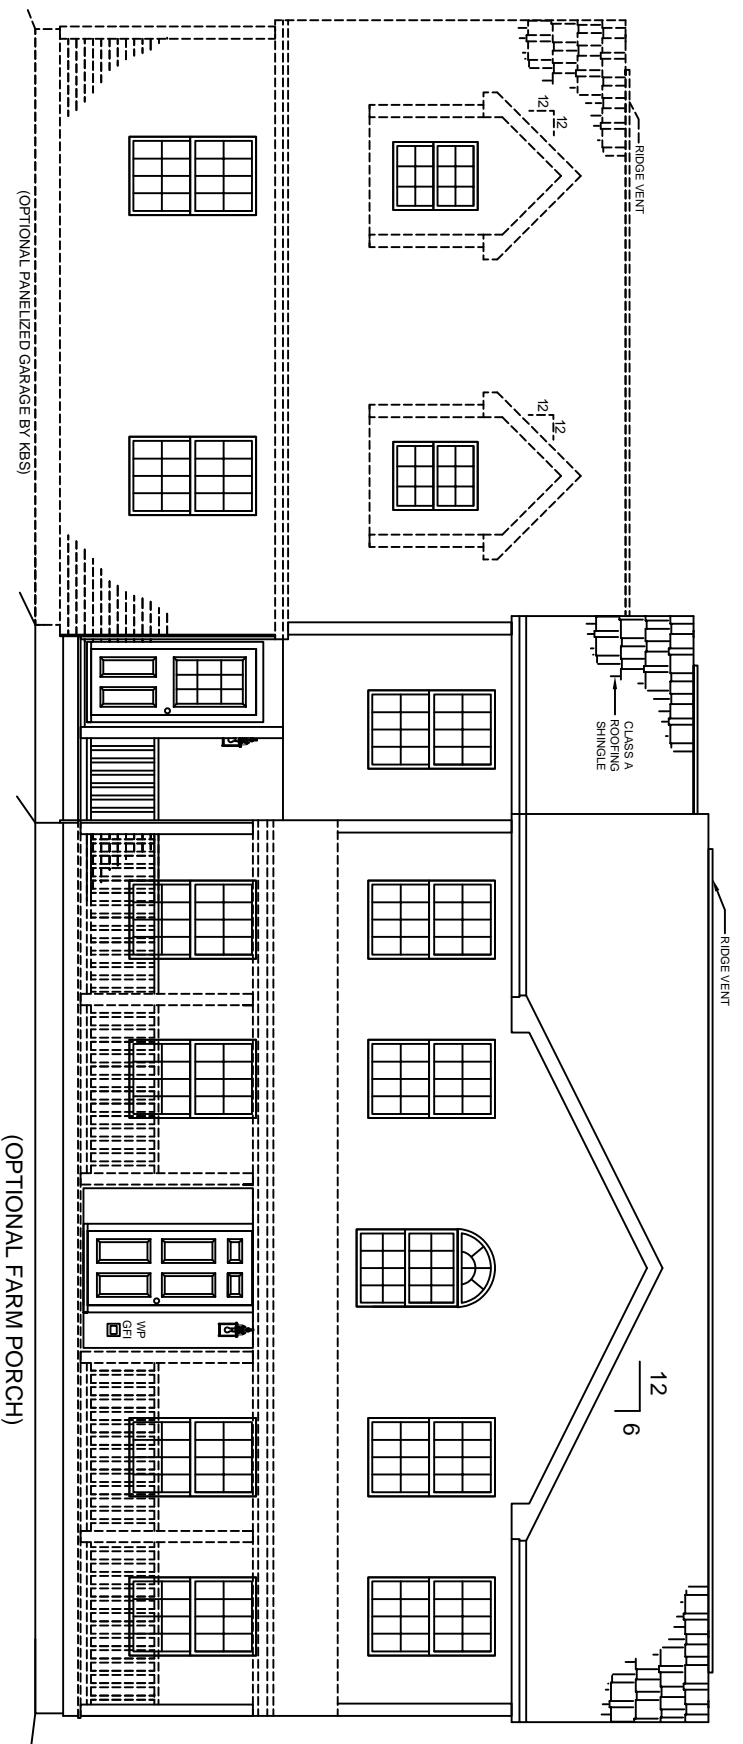 RIDGE VENT
12
12
12
12
(OPTIONAL PANELIZED GARAGE BY KBS)
CLASS A
ROOFING
SHINGLE
RIDGE VENT
12
6
WP
GFI
(OPTIONAL FARM PORCH)